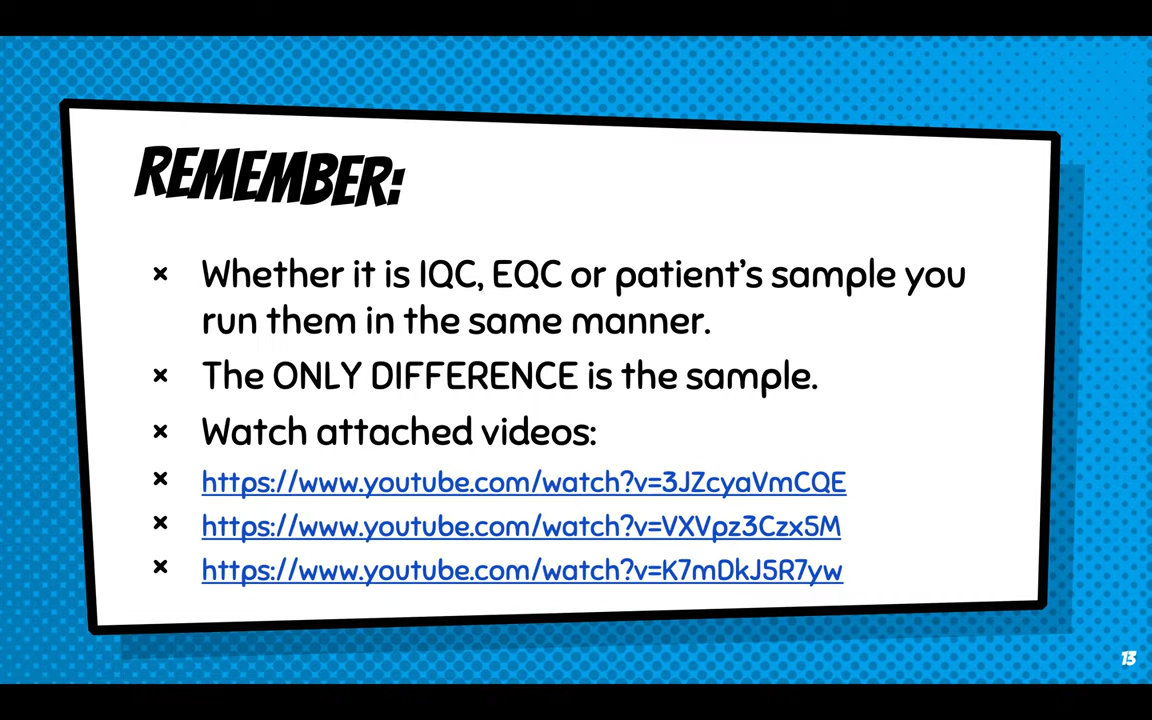 REMEMBER:
× Whether it is IQC, EQC or patient's sample you
run them in the same manner.
× The ONLY DIFFERENCE is the sample.
× Watch attached videos:
× https://www.youtube.com/watch?v=3JZcyaVmCQE
× https://www.youtube.com/watch?v=VXVpz3Czx5M
× https://www.youtube.com/watch?v=K7mDkJ5R7yw
13